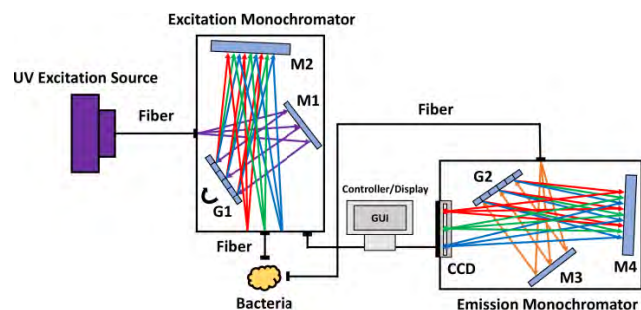 Excitation Monochromator
M2
UV Excitation Source
Fiber
M1
G1
Fiber
Bacteria
Controller/Display
GUI
Fiber
G2
CCD
M3
M4
Emission Monochromator